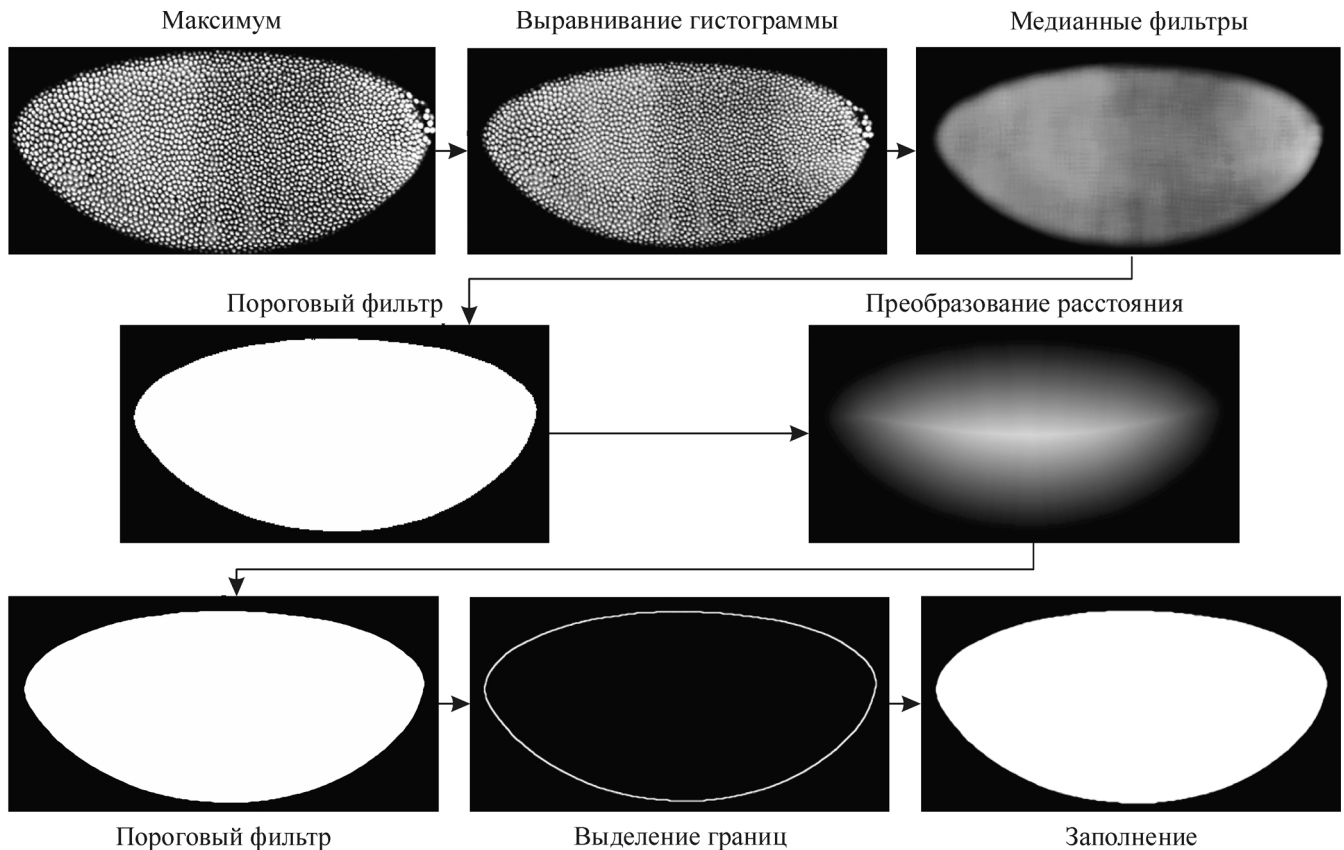 Максимум
Выравнивание гистограммы
Медианные фильтры
Пороговый фильтр
Преобразование расстояния
Пороговый фильтр
Выделение границ
Заполнение